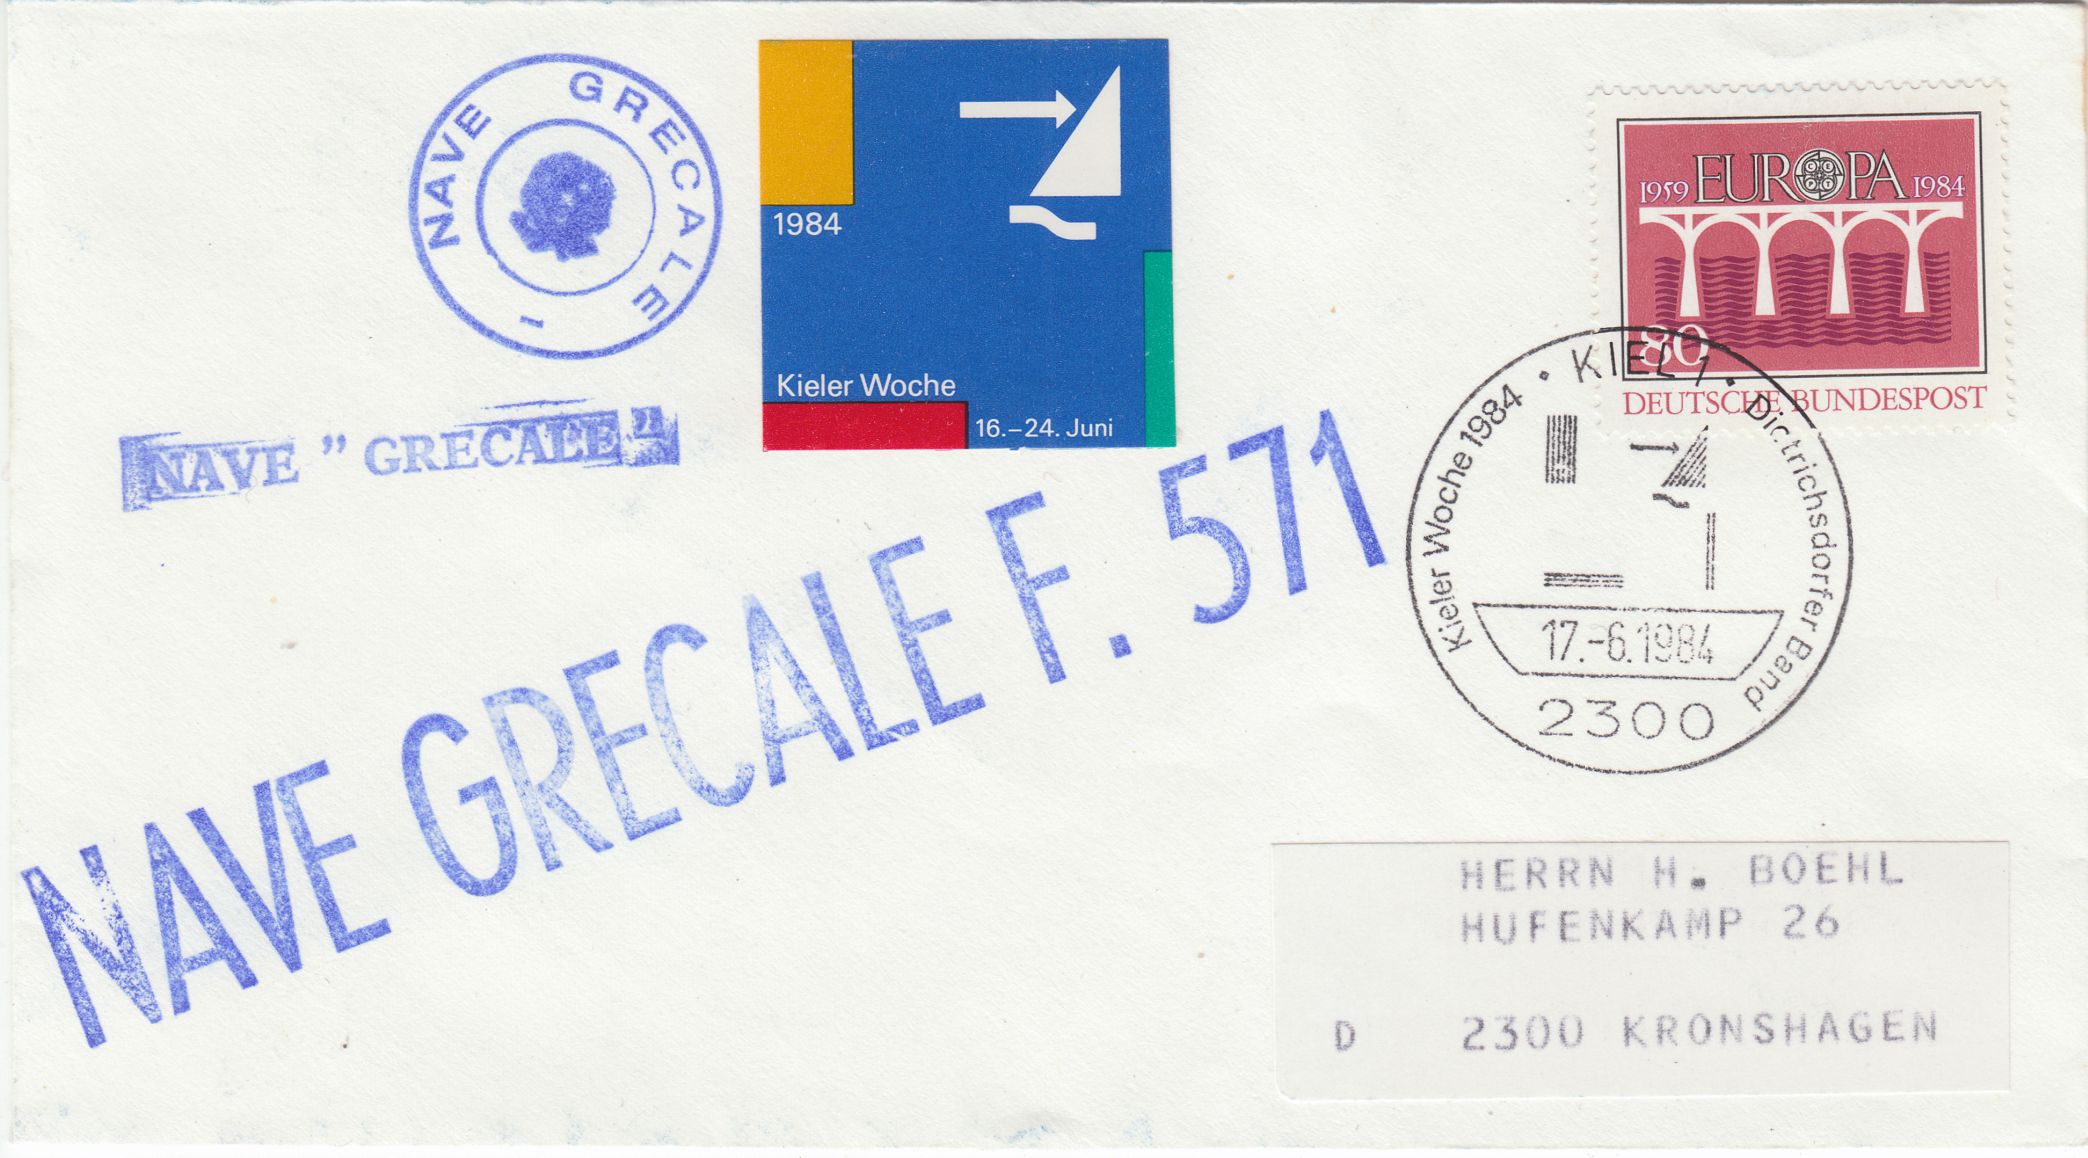 NAVE GRECALE -
1984
Kieler Woche
16.–24. Juni
1959 EUROPA 1984
CEPT
80
DEUTSCHE BUNDESPOST
NAVE " GRECALE "
NAVE GRECALE F. 571
Kieler Woche 1984 • KIEL 1 • Dietrichsdorfer Band
17.-6.1984
2300
HERRN H. BOEHL
HUFENKAMP 26
D 2300 KRONSHAGEN